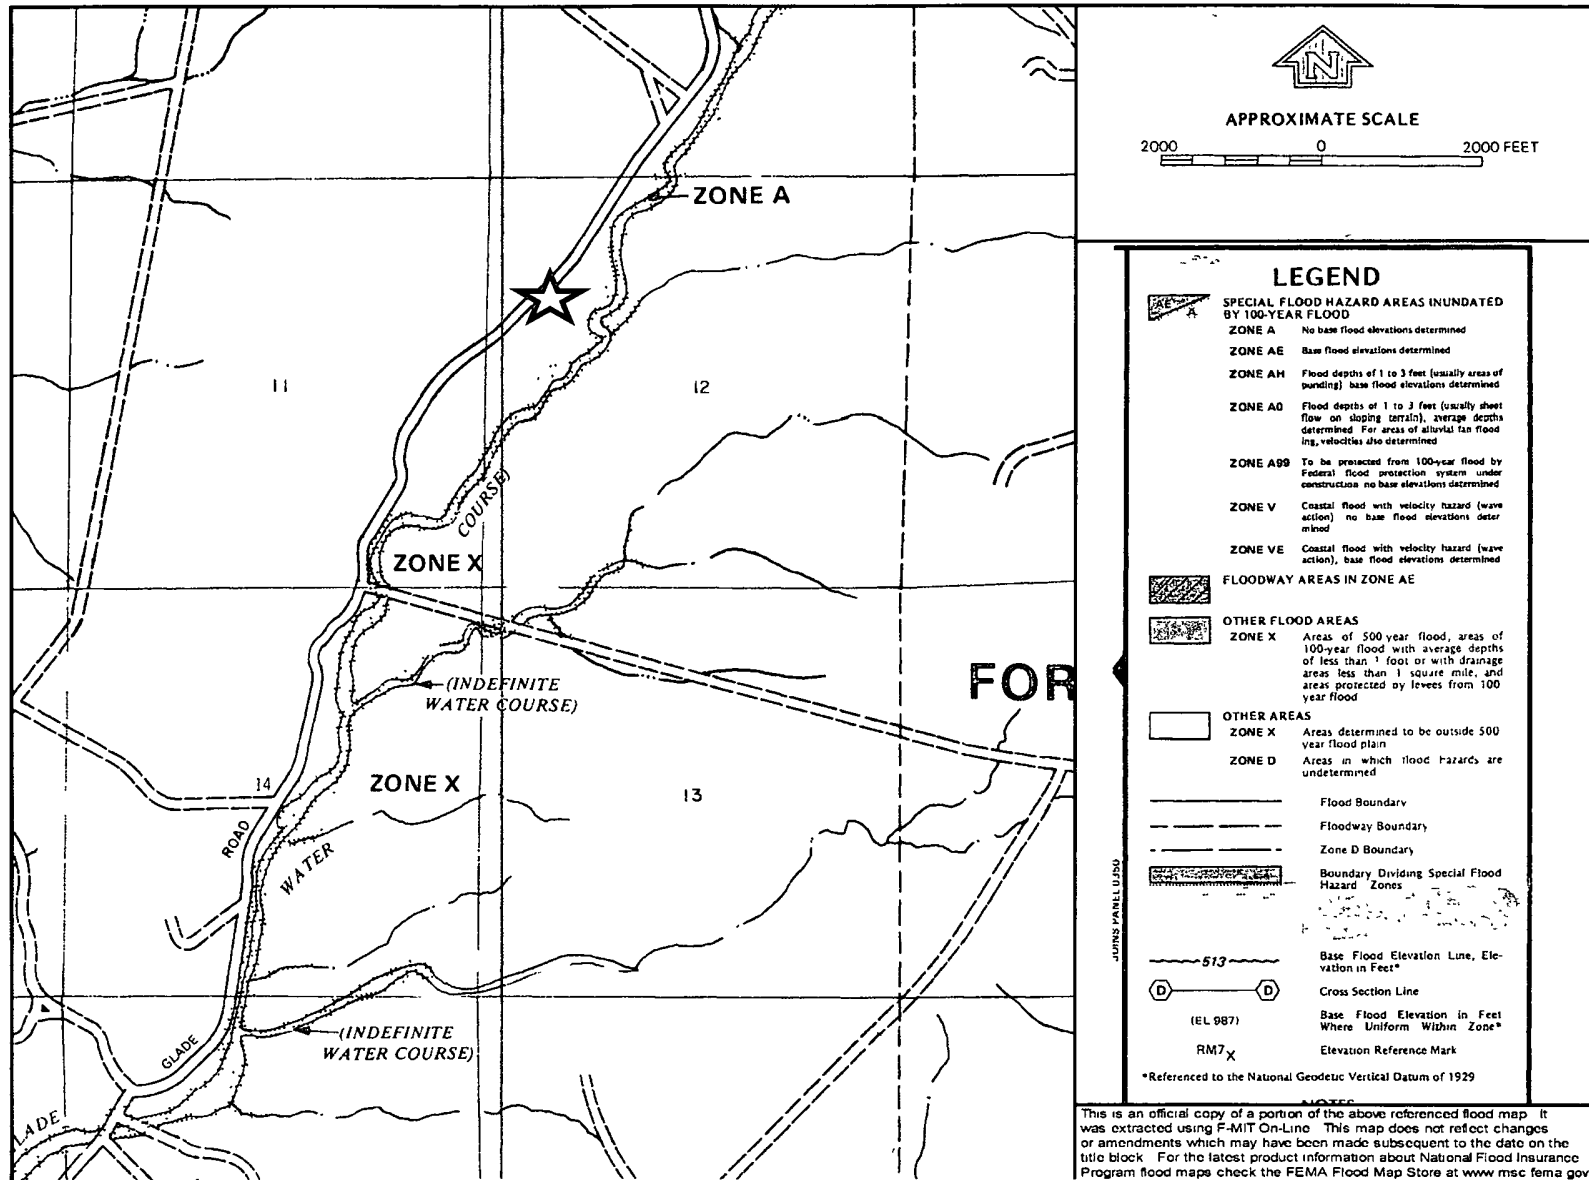 ZONE A
11
12
COURSE)
ZONE X
(INDEFINITE
WATER COURSE)
FOR
ZONE X
14
13
ROAD
WATER
GLADE
(INDEFINITE
WATER COURSE)
LADE
N
APPROXIMATE SCALE
2000 0 2000 FEET
LEGEND
AE
A
SPECIAL FLOOD HAZARD AREAS INUNDATED
BY 100-YEAR FLOOD
ZONE A No base flood elevations determined
ZONE AE Base flood elevations determined
ZONE AH Flood depths of 1 to 3 feet (usually areas of
ponding) base flood elevations determined
ZONE A0 Flood depths of 1 to 3 feet (usually sheet
flow on sloping terrain), average depths
determined For areas of alluvial fan flood
ing, velocities also determined
ZONE A99 To be protected from 100-year flood by
Federal flood protection system under
construction no base elevations determined
ZONE V Coastal flood with velocity hazard (wave
action) no base flood elevations deter
mined
ZONE VE Coastal flood with velocity hazard (wave
action), base flood elevations determined
FLOODWAY AREAS IN ZONE AE
OTHER FLOOD AREAS
ZONE X Areas of 500 year flood, areas of
100-year flood with average depths
of less than 1 foot or with drainage
areas less than 1 square mile, and
areas protected by levees from 100
year flood
OTHER AREAS
ZONE X Areas determined to be outside 500
year flood plain
ZONE D Areas in which flood hazards are
undetermined
Flood Boundary
Floodway Boundary
Zone D Boundary
Boundary Dividing Special Flood
Hazard Zones
513 Base Flood Elevation Line, Ele-
vation in Feet*
D D Cross Section Line
(EL 987) Base Flood Elevation in Feet
Where Uniform Within Zone*
RM7X Elevation Reference Mark
*Referenced to the National Geodetic Vertical Datum of 1929
NOTES
JOINS PANEL 0350
This is an official copy of a portion of the above referenced flood map It
was extracted using F-MIT On-Line This map does not reflect changes
or amendments which may have been made subsequent to the date on the
title block For the latest product information about National Flood Insurance
Program flood maps check the FEMA Flood Map Store at www msc fema gov